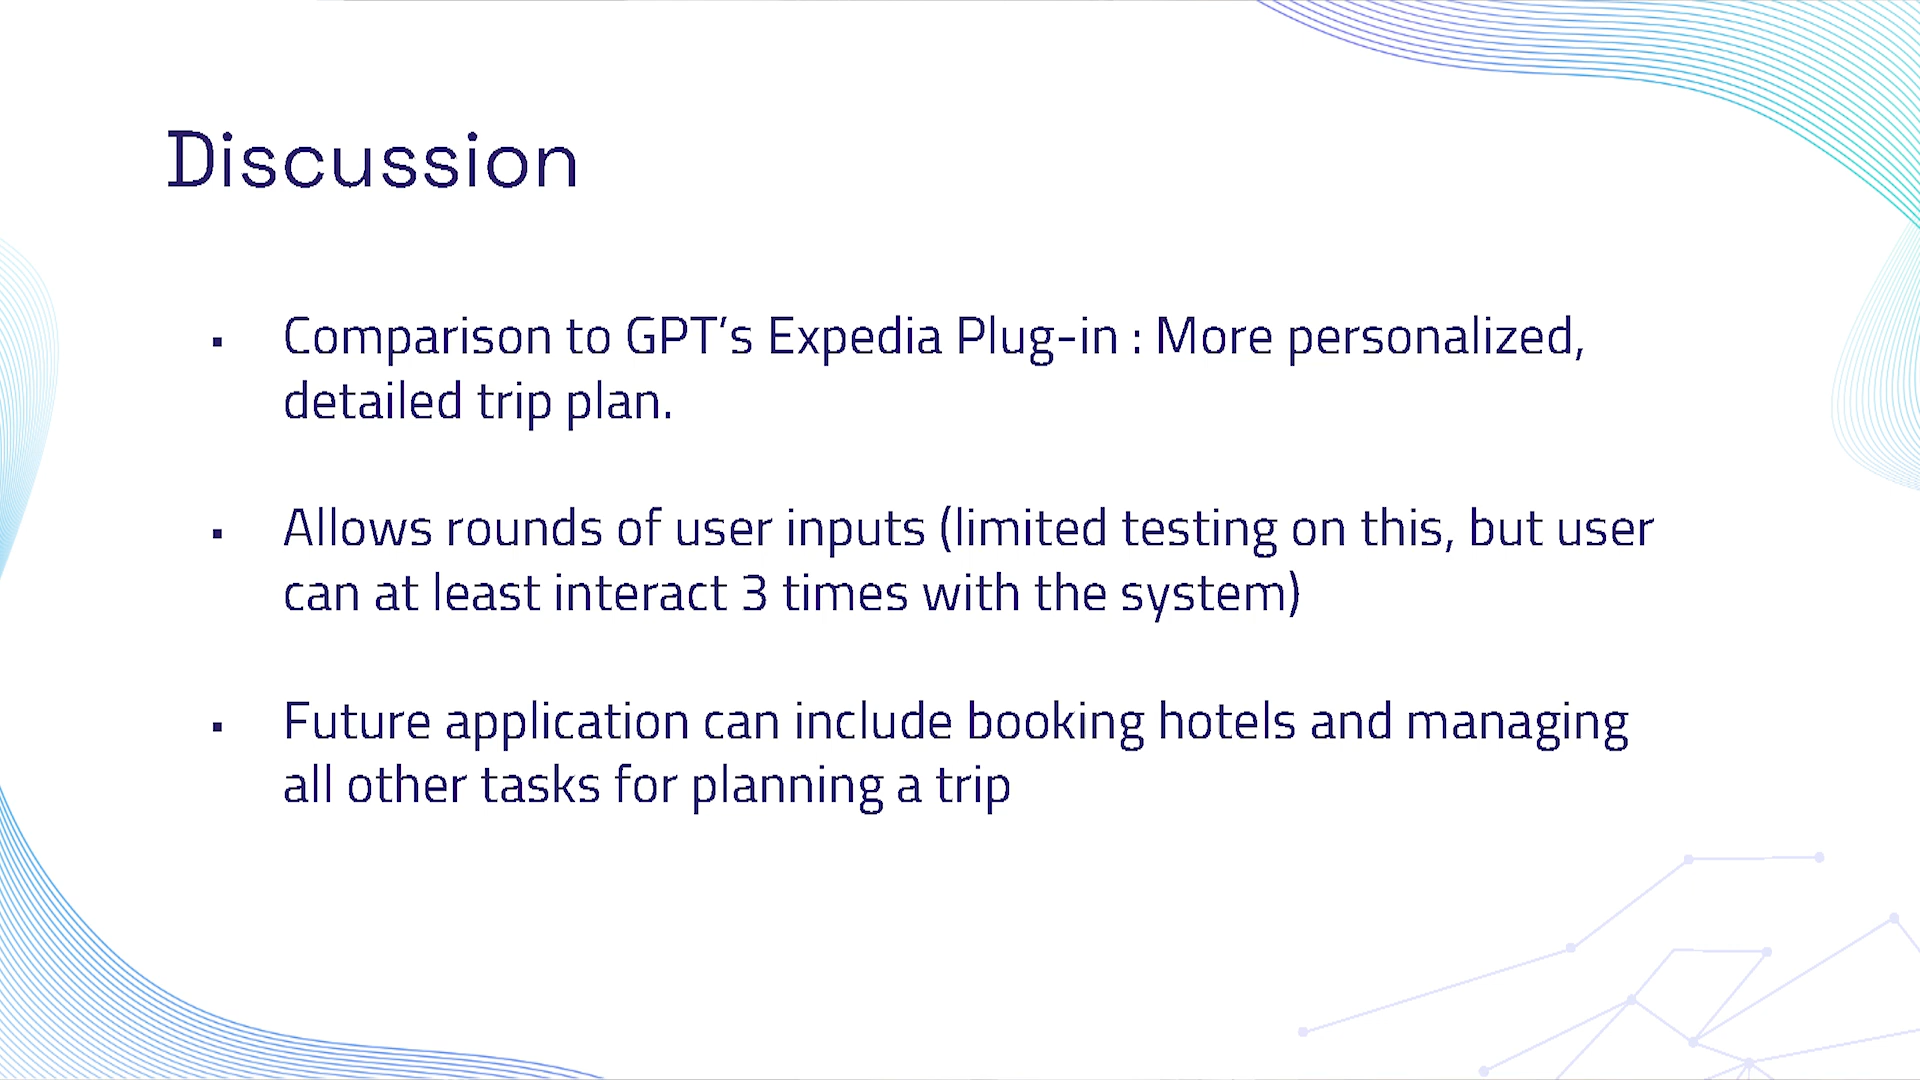 Discussion
▪ Comparison to GPT’s Expedia Plug-in : More personalized,
detailed trip plan.
▪ Allows rounds of user inputs (limited testing on this, but user
can at least interact 3 times with the system)
▪ Future application can include booking hotels and managing
all other tasks for planning a trip